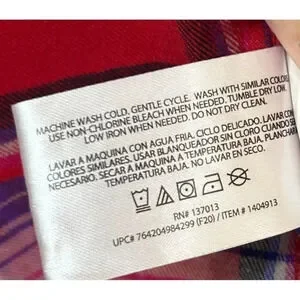 MACHINE WASH COLD. GENTLE CYCLE. WASH WITH SIMILAR COLORS
USE NON-CHLORINE BLEACH WHEN NEEDED. TUMBLE DRY LOW.
LOW IRON WHEN NEEDED. DO NOT DRY CLEAN.
LAVAR A MAQUINA CON AGUA FRIA. CICLO DELICADO. LAVAR CON
COLORES SIMILARES. USAR BLANQUEADOR SIN CLORO CUANDO SEA
NECESARIO. SECAR A MAQUINA A TEMPERATURA BAJA. PLANCHAR
TEMPERATURA BAJA. NO LAVAR EN SECO.
RN# 137013
UPC# 764204984299 (F20) / ITEM # 1404913